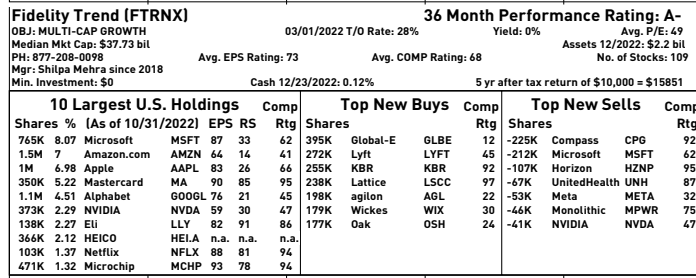 Fidelity Trend (FTRNX) 36 Month Performance Rating: A-
OBJ: MULTI-CAP GROWTH 03/01/2022 T/O Rate: 28% Yield: 0% Avg. P/E: 49
Median Mkt Cap: $37.73 bil Assets 12/2022: $2.2 bil
PH: 877-208-0098 Avg. EPS Rating: 73 Avg. COMP Rating: 68 No. of Stocks: 109
Mgr: Shilpa Mehra since 2018
Min. Investment: $0 Cash 12/23/2022: 0.12% 5 yr after tax return of $10,000 = $15851
10 Largest U.S. Holdings Comp
Shares % (As of 10/31/2022) EPS RS Rtg
765K 8.07 Microsoft MSFT 87 33 62
1.5M 7 Amazon.com AMZN 64 14 41
1M 6.98 Apple AAPL 83 26 66
350K 5.22 Mastercard MA 90 85 95
1.1M 4.51 Alphabet GOOGL 76 21 45
373K 2.29 NVIDIA NVDA 59 30 47
138K 2.27 Eli LLY 82 91 86
366K 2.12 HEICO HEI.A n.a. n.a. n.a.
103K 1.37 Netflix NFLX 88 81 94
471K 1.32 Microchip MCHP 93 78 94
Top New Buys Comp
Shares Rtg
395K Global-E GLBE 12
272K Lyft LYFT 45
255K KBR KBR 92
238K Lattice LSCC 97
198K agilon AGL 22
179K Wickes WIX 30
177K Oak OSH 24
Top New Sells Comp
Shares Rtg
-225K Compass CPG 92
-212K Microsoft MSFT 62
-107K Horizon HZNP 95
-67K UnitedHealth UNH 87
-53K Meta META 32
-46K Monolithic MPWR 75
-41K NVIDIA NVDA 47